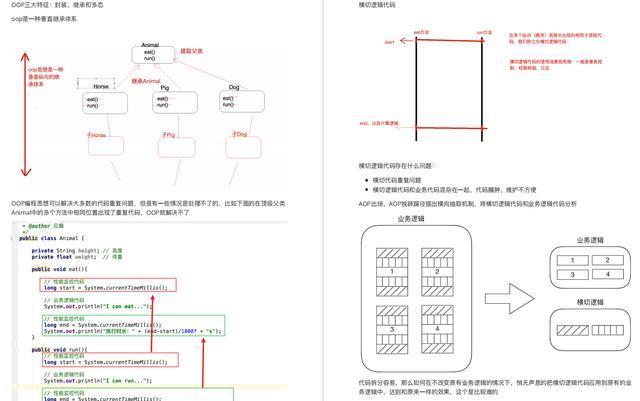 OOP三大特征：封装，继承和多态
oop是一种垂直继承体系
Animal
eat()
run()
提取父类
oop思想是一种
垂直纵向的继
承体系
继承Animal
Horse
eat()
run()
Pig
eat()
run()
Dog
eat()
run()
子Horse
子Pig
子Dog
OOP编程思想可以解决大多数的代码重复问题，但是有一些情况是处理不了的，比如下面的在顶级父类
Animal中的多个方法中相同位置出现了重复代码，OOP就解决不了
* @author 应癫
*/
public class Animal {
private String height; // 高度
private float weight; // 体重
public void eat(){
// 性能监控代码
long start = System.currentTimeMillis();
// 业务逻辑代码
System.out.println("I can eat...");
// 性能监控代码
long end = System.currentTimeMillis();
System.out.println("执行时长：" + (end-start)/1000f + "s");
}
public void run(){
// 性能监控代码
long start = System.currentTimeMillis();
// 业务逻辑代码
System.out.println("I can run...");
// 性能监控代码
long end = System.currentTimeMillis();
横切逻辑代码
eat方法
run方法
start
在多个纵向（顺序）流程中出现的相同子流程代
码，我们称之为横切逻辑代码
横切逻辑代码的使用场景很有限：一般是事务控
制、权限校验、日志
end，以及计算逻辑
横切逻辑代码存在什么问题：
横切代码重复问题
横切逻辑代码和业务代码混杂在一起，代码臃肿，维护不方便
AOP出场，AOP独辟蹊径提出横向抽取机制，将横切逻辑代码和业务逻辑代码分析
业务逻辑
1
2
3
4
业务逻辑
1
2
3
4
横切逻辑
代码拆分容易，那么如何在不改变原有业务逻辑的情况下，悄无声息的把横切逻辑代码应用到原有的业
务逻辑中，达到和原来一样的效果，这个是比较难的